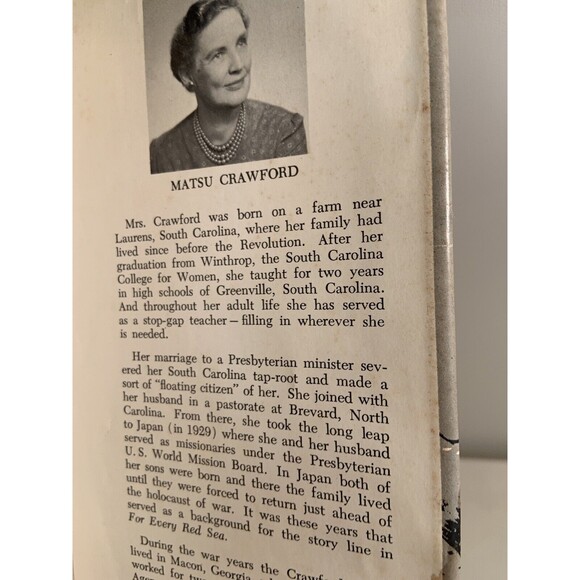 MATSU CRAWFORD
Mrs. Crawford was born on a farm near
Laurens, South Carolina, where her family had
lived since before the Revolution. After her
graduation from Winthrop, the South Carolina
College for Women, she taught for two years
in high schools of Greenville, South Carolina.
And throughout her adult life she has served
as a stop-gap teacher — filling in wherever she
is needed.
Her marriage to a Presbyterian minister sev-
ered her South Carolina tap-root and made a
sort of "floating citizen" of her. She joined with
her husband in a pastorate at Brevard, North
Carolina. From there, she took the long leap
to Japan (in 1929) where she and her husband
served as missionaries under the Presbyterian
U. S. World Mission Board. In Japan both of
her sons were born and there the family lived
until they were forced to return just ahead of
the holocaust of war. It was these years that
served as a background for the story line in
For Every Red Sea.
During the war years the
lived in Macon, Georgia
worked for